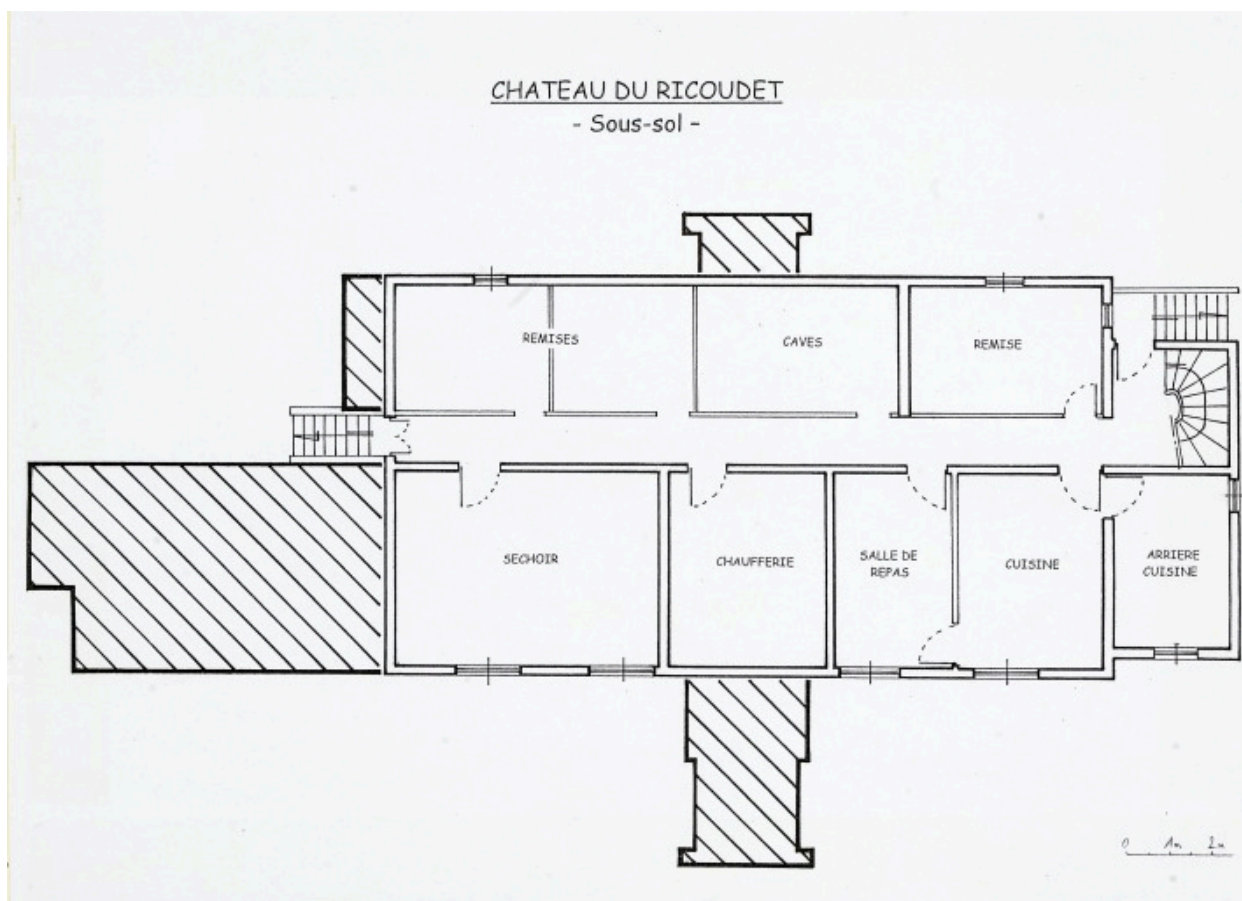 CHATEAU DU RICOUDET
- Sous-sol -
REMISES
CAVES
REMISE
SECHOIR
CHAUFFERIE
SALLE DE
REPAS
CUISINE
ARRIERE
CUISINE
0 1m 2m